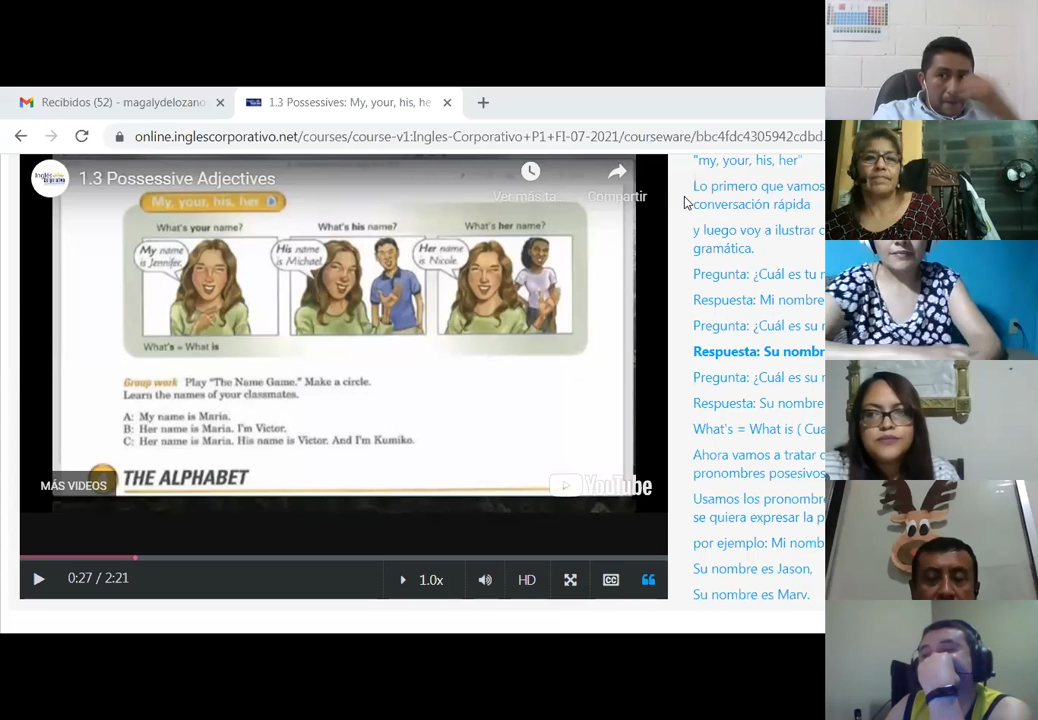 Recibidos (52) - magalydelozano
1.3 Possessives: My, your, his, he
online.inglescorporativo.net/courses/course-v1:Ingles-Corporativo+P1+FI-07-2021/courseware/bbc4fdc4305942cdbd.
1.3 Possessive Adjectives
Ver más ta
Compartir
My, your, his, her
What's your name?
What's his name?
What's her name?
My name
is Jennifer.
His name
is Michael.
Her name
is Nicole.
What's = What is
Group work Play "The Name Game." Make a circle.
Learn the names of your classmates.
A: My name is Maria.
B: Her name is Maria. I'm Victor.
C: Her name is Maria. His name is Victor. And I'm Kumiko.
THE ALPHABET
MÁS VIDEOS
YouTube
0:27 / 2:21
1.0x
HD
CC
"my, your, his, her"
Lo primero que vamos
conversación rápida
y luego voy a ilustrar
gramática.
Pregunta: ¿Cuál es tu
Respuesta: Mi nombre
Pregunta: ¿Cuál es su
Respuesta: Su nombr
Pregunta: ¿Cuál es su
Respuesta: Su nombre
What's = What is ( Cua
Ahora vamos a tratar
pronombres posesivos
Usamos los pronombre
se quiera expresar la p
por ejemplo: Mi nomb
Su nombre es Jason,
Su nombre es Mary.